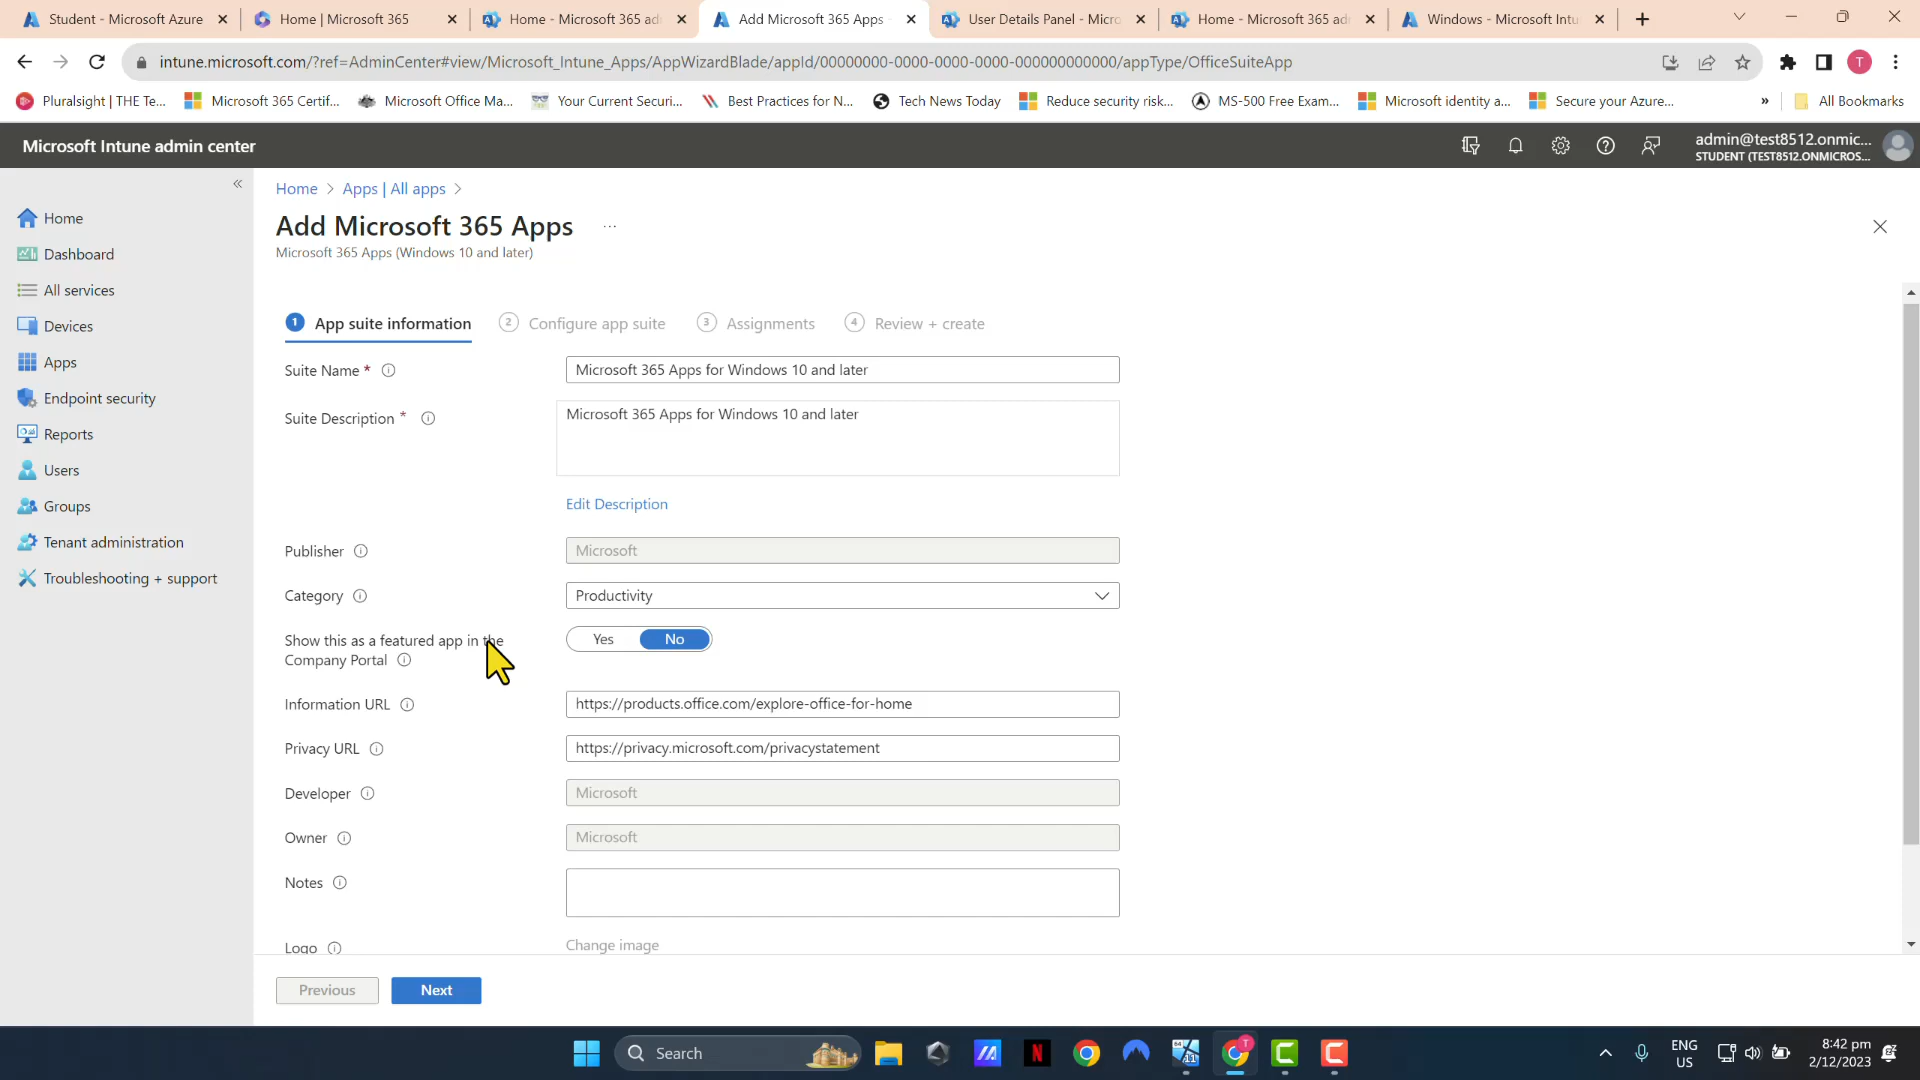 Student - Microsoft Azure
Home | Microsoft 365
Home - Microsoft 365 ad
Add Microsoft 365 Apps
User Details Panel - Micro
Home - Microsoft 365 ad
Windows - Microsoft Intu
intune.microsoft.com/?ref=AdminCenter#view/Microsoft_Intune_Apps/AppWizardBlade/appId/00000000-0000-0000-0000-000000000000/appType/OfficeSuiteApp
T
Pluralsight | THE Te...
Microsoft 365 Certif...
Microsoft Office Ma...
Your Current Securi...
Best Practices for N...
Tech News Today
Reduce security risk...
MS-500 Free Exam...
Microsoft identity a...
Secure your Azure...
»
All Bookmarks
Microsoft Intune admin center
admin@test8512.onmic...
STUDENT (TEST8512.ONMICROS...
«
Home
Dashboard
All services
Devices
Apps
Endpoint security
Reports
Users
Groups
Tenant administration
Troubleshooting + support
Home > Apps | All apps >
Add Microsoft 365 Apps ...
Microsoft 365 Apps (Windows 10 and later)
1 App suite information
2 Configure app suite
3 Assignments
4 Review + create
Suite Name *
Microsoft 365 Apps for Windows 10 and later
Suite Description *
Microsoft 365 Apps for Windows 10 and later
Edit Description
Publisher
Microsoft
Category
Productivity
Show this as a featured app in the
Company Portal
Yes No
Information URL
https://products.office.com/explore-office-for-home
Privacy URL
https://privacy.microsoft.com/privacystatement
Developer
Microsoft
Owner
Microsoft
Notes
Logo
Change image
Previous
Next
Search
ENG
US
8:42 pm
2/12/2023